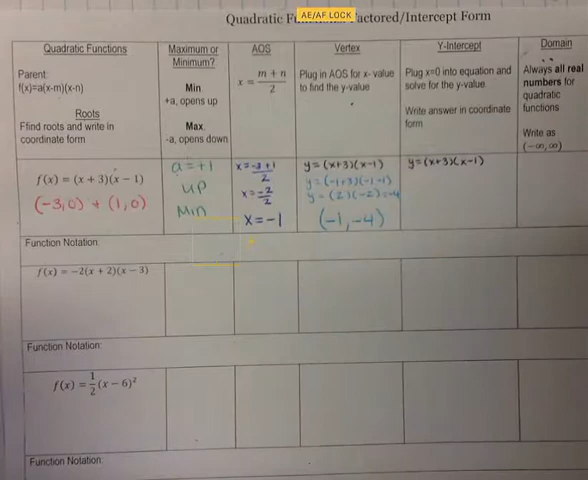 AE/AF LOCK
Quadratic F actored/Intercept Form
Quadratic Functions
Parent:
f(x)=a(x-m)(x-n)
Roots
Ffind roots and write in
coordinate form
Maximum or
Minimum?
Min
+a, opens up
Max
-a, opens down
AOS
x = m + n
2
Vertex
Plug in AOS for x- value
to find the y-value
Y-Intercept
Plug x=0 into equation and
solve for the y-value
Write answer in coordinate
form
Domain
Always all real
numbers for
quadratic
functions
Write as
(−∞,∞)
f(x) = (x + 3)(x − 1)
(-3,0) + (1,0)
a = +1
up
Min
x = -3+1
2
x = -2
2
x = -1
y = (x+3)(x-1)
y = (-1+3)(-1-1)
y = (2)(-2) = -4
(-1, -4)
y = (x+3)(x-1)
Function Notation:
f(x) = −2(x + 2)(x − 3)
Function Notation:
f(x) = 1
2
(x − 6)²
Function Notation: